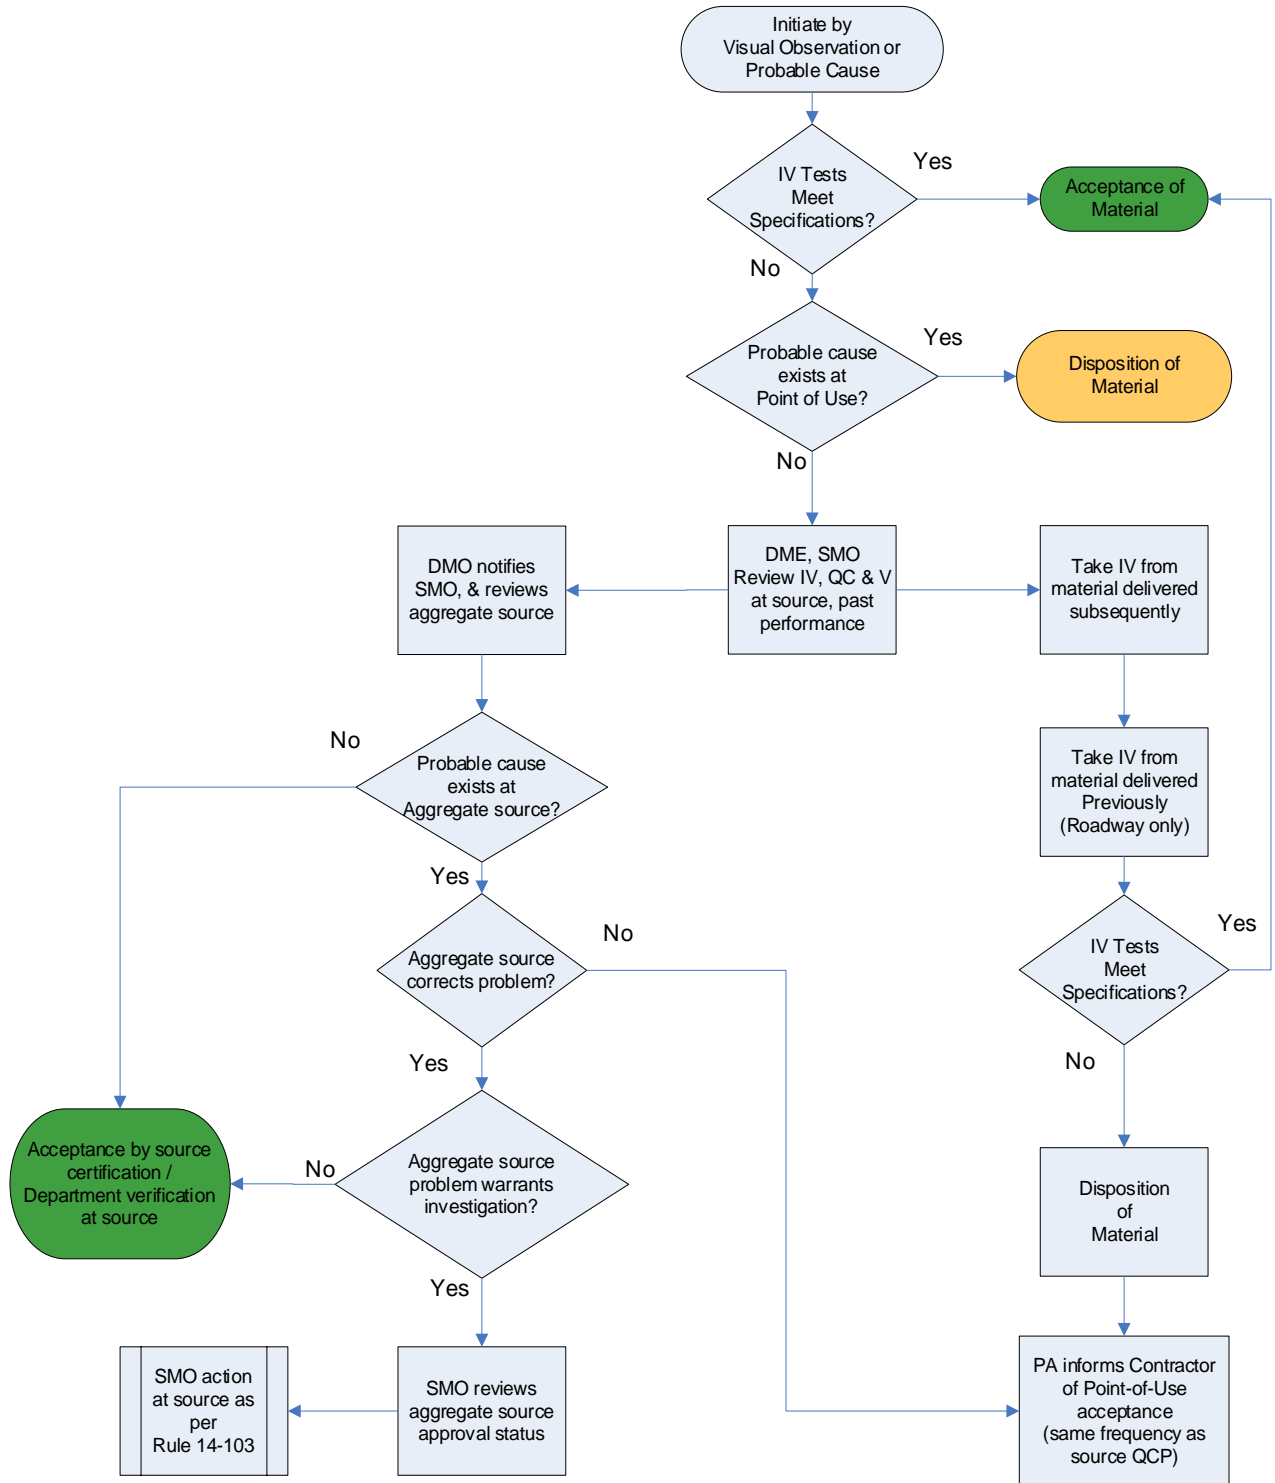 Initiate by
Visual Observation or
Probable Cause
IV Tests
Meet
Specifications?
Yes
Acceptance of
Material
No
Probable cause
exists at
Point of Use?
Yes
Disposition of
Material
No
DMO notifies
SMO, & reviews
aggregate source
DME, SMO
Review IV, QC & V
at source, past
performance
Take IV from
material delivered
subsequently
No
Probable cause
exists at
Aggregate source?
Take IV from
material delivered
Previously
(Roadway only)
Yes
Aggregate source
corrects problem?
No
IV Tests
Meet
Specifications?
Yes
Yes
No
Acceptance by source
certification /
Department verification
at source
No
Aggregate source
problem warrants
investigation?
Disposition
of
Material
Yes
SMO action
at source as
per
Rule 14-103
SMO reviews
aggregate source
approval status
PA informs Contractor
of Point-of-Use
acceptance
(same frequency as
source QCP)